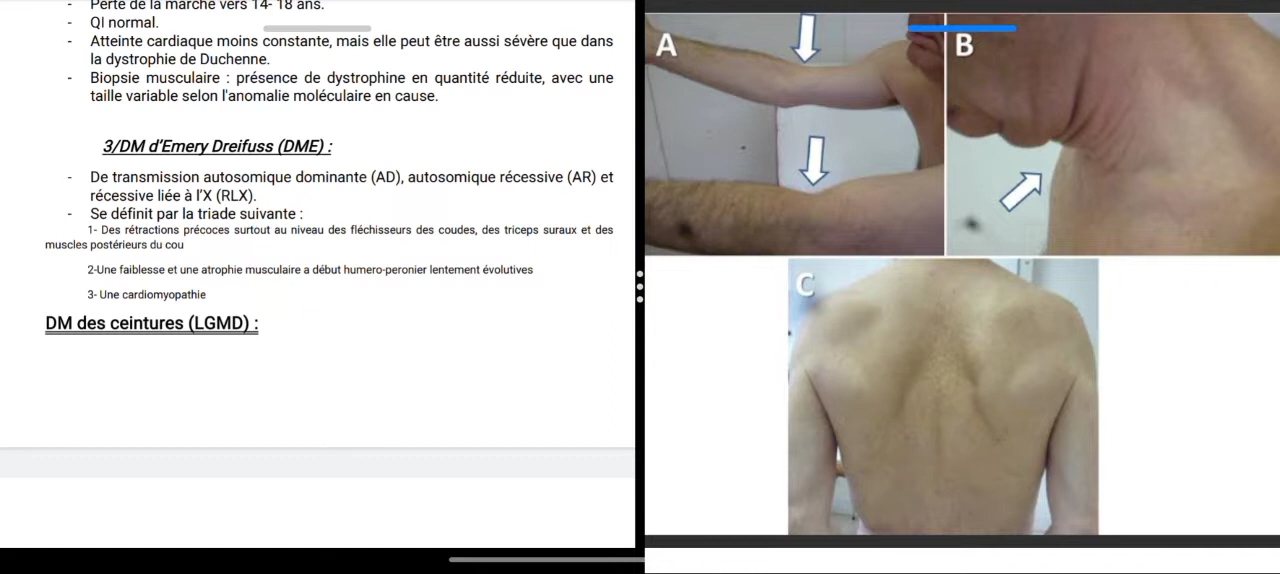 - Perte de la marche vers 14- 18 ans.
- QI normal.
- Atteinte cardiaque moins constante, mais elle peut être aussi sévère que dans
la dystrophie de Duchenne.
- Biopsie musculaire : présence de dystrophine en quantité réduite, avec une
taille variable selon l'anomalie moléculaire en cause.
3/DM d'Emery Dreifuss (DME) :
- De transmission autosomique dominante (AD), autosomique récessive (AR) et
récessive liée à l'X (RLX).
- Se définit par la triade suivante :
1- Des rétractions précoces surtout au niveau des fléchisseurs des coudes, des triceps suraux et des
muscles postérieurs du cou
2-Une faiblesse et une atrophie musculaire a début humero-peronier lentement évolutives
3- Une cardiomyopathie
DM des ceintures (LGMD) :
A
B
C